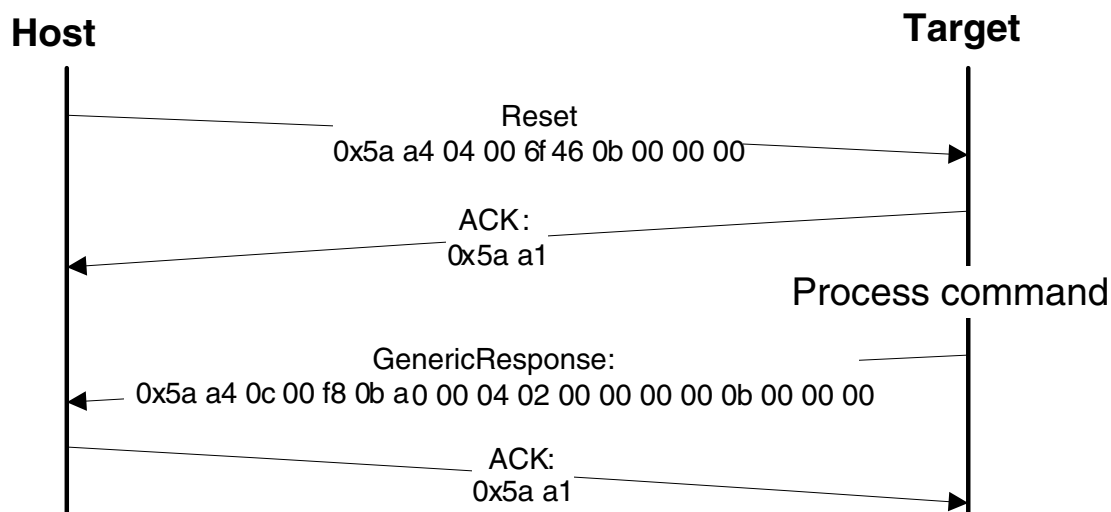 Host
Target
Reset
0x5a a4 04 00 6f 46 0b 00 00 00
ACK:
0x5a a1
Process command
GenericResponse:
0x5a a4 0c 00 f8 0b a0 00 04 02 00 00 00 00 0b 00 00 00
ACK:
0x5a a1